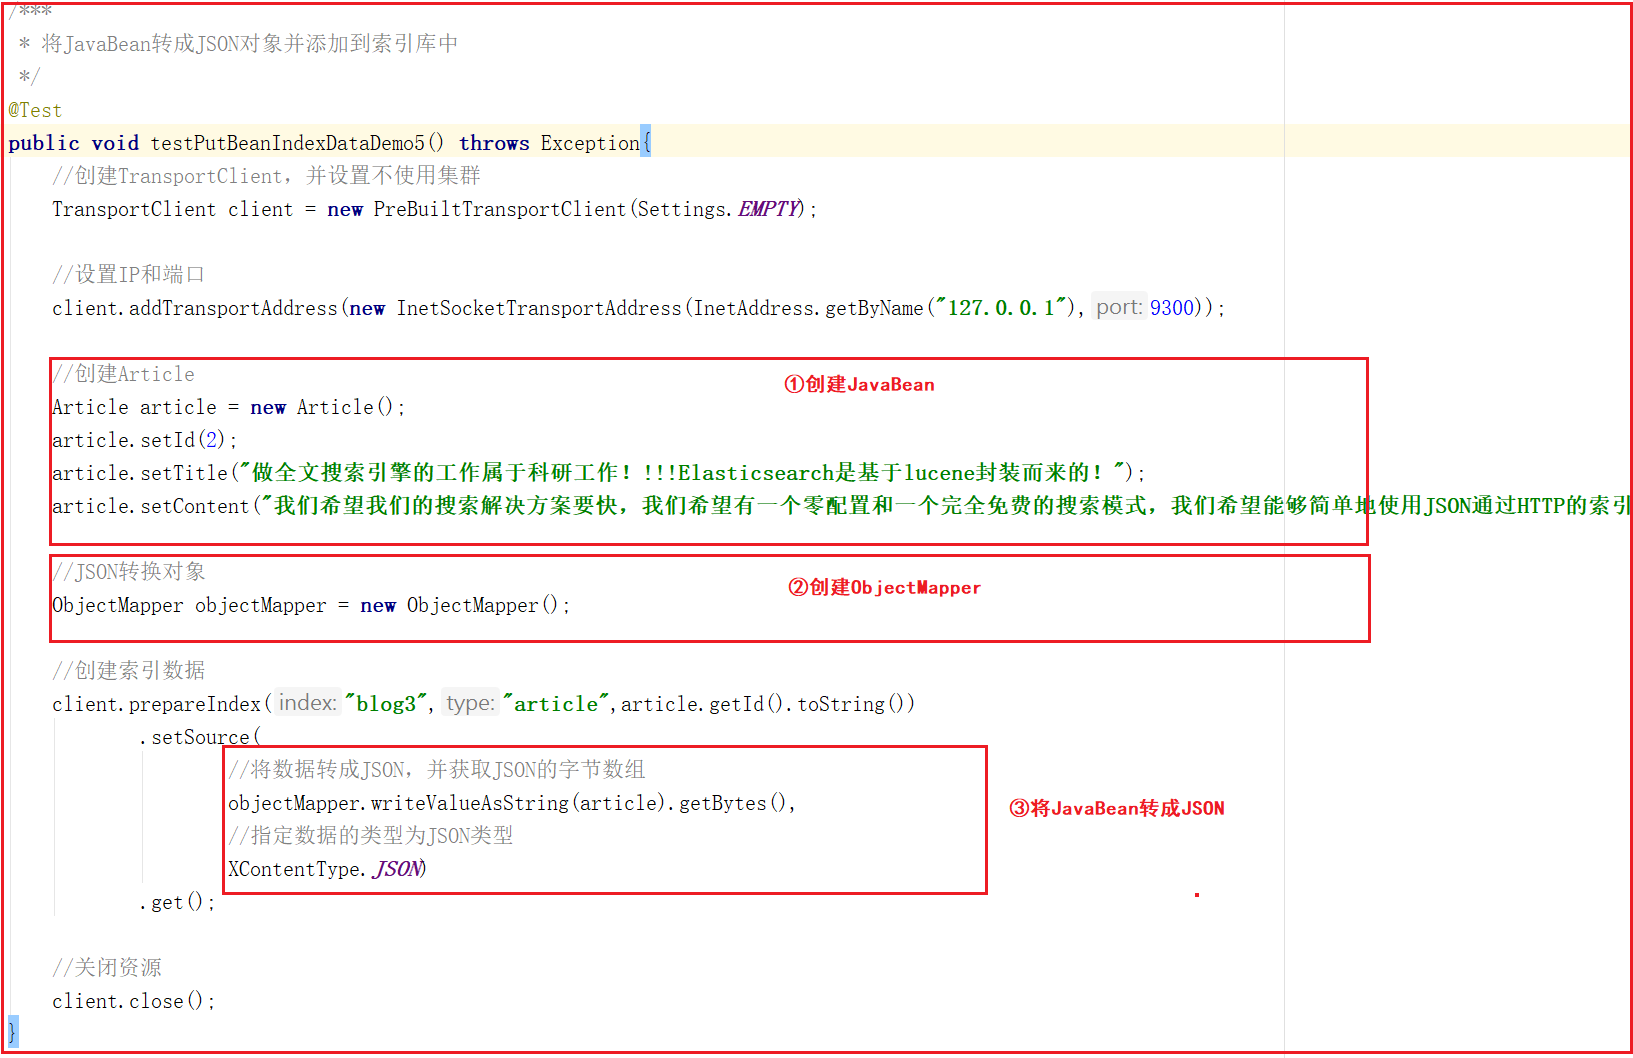 /***
* 将JavaBean转成JSON对象并添加到索引库中
*/
@Test
public void testPutBeanIndexDataDemo5() throws Exception{
//创建TransportClient，并设置不使用集群
TransportClient client = new PreBuiltTransportClient(Settings.EMPTY);
//设置IP和端口
client.addTransportAddress(new InetSocketTransportAddress(InetAddress.getByName("127.0.0.1"), port: 9300));
//创建Article
①创建JavaBean
Article article = new Article();
article.setId(2);
article.setTitle("做全文搜索引擎的工作属于科研工作！!!!Elasticsearch是基于lucene封装而来的！");
article.setContent("我们希望我们的搜索解决方案要快，我们希望有一个零配置和一个完全免费的搜索模式，我们希望能够简单地使用JSON通过HTTP的索引
//JSON转换对象
②创建ObjectMapper
ObjectMapper objectMapper = new ObjectMapper();
//创建索引数据
client.prepareIndex( index: "blog3", type: "article",article.getId().toString())
.setSource(
//将数据转成JSON，并获取JSON的字节数组
objectMapper.writeValueAsString(article).getBytes(),
③将JavaBean转成JSON
//指定数据的类型为JSON类型
XContentType.JSON)
.get();
//关闭资源
client.close();
}